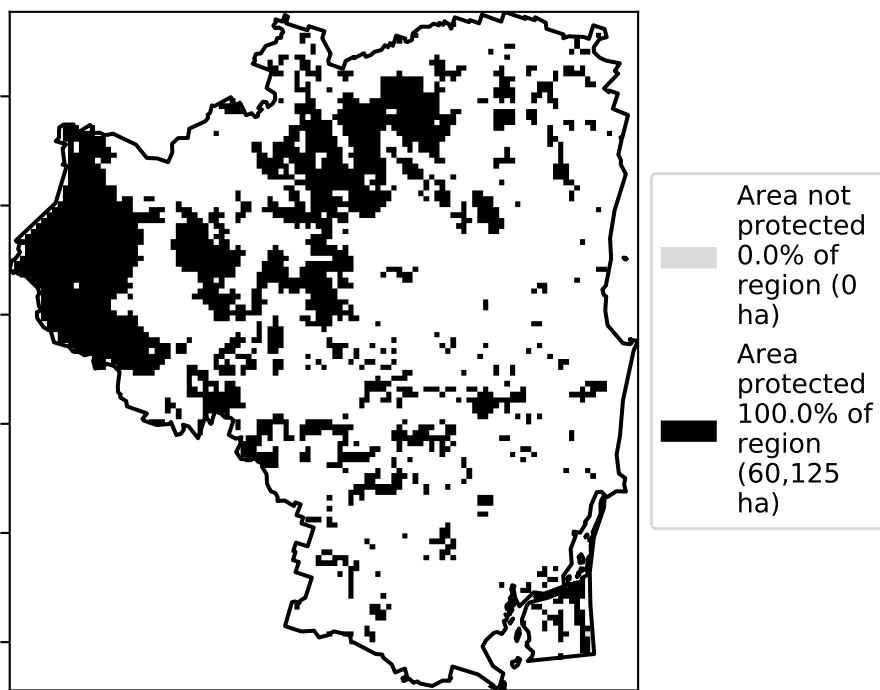 Area not
protected
0.0% of
region (0
ha)
Area
protected
100.0% of
region
(60,125
ha)